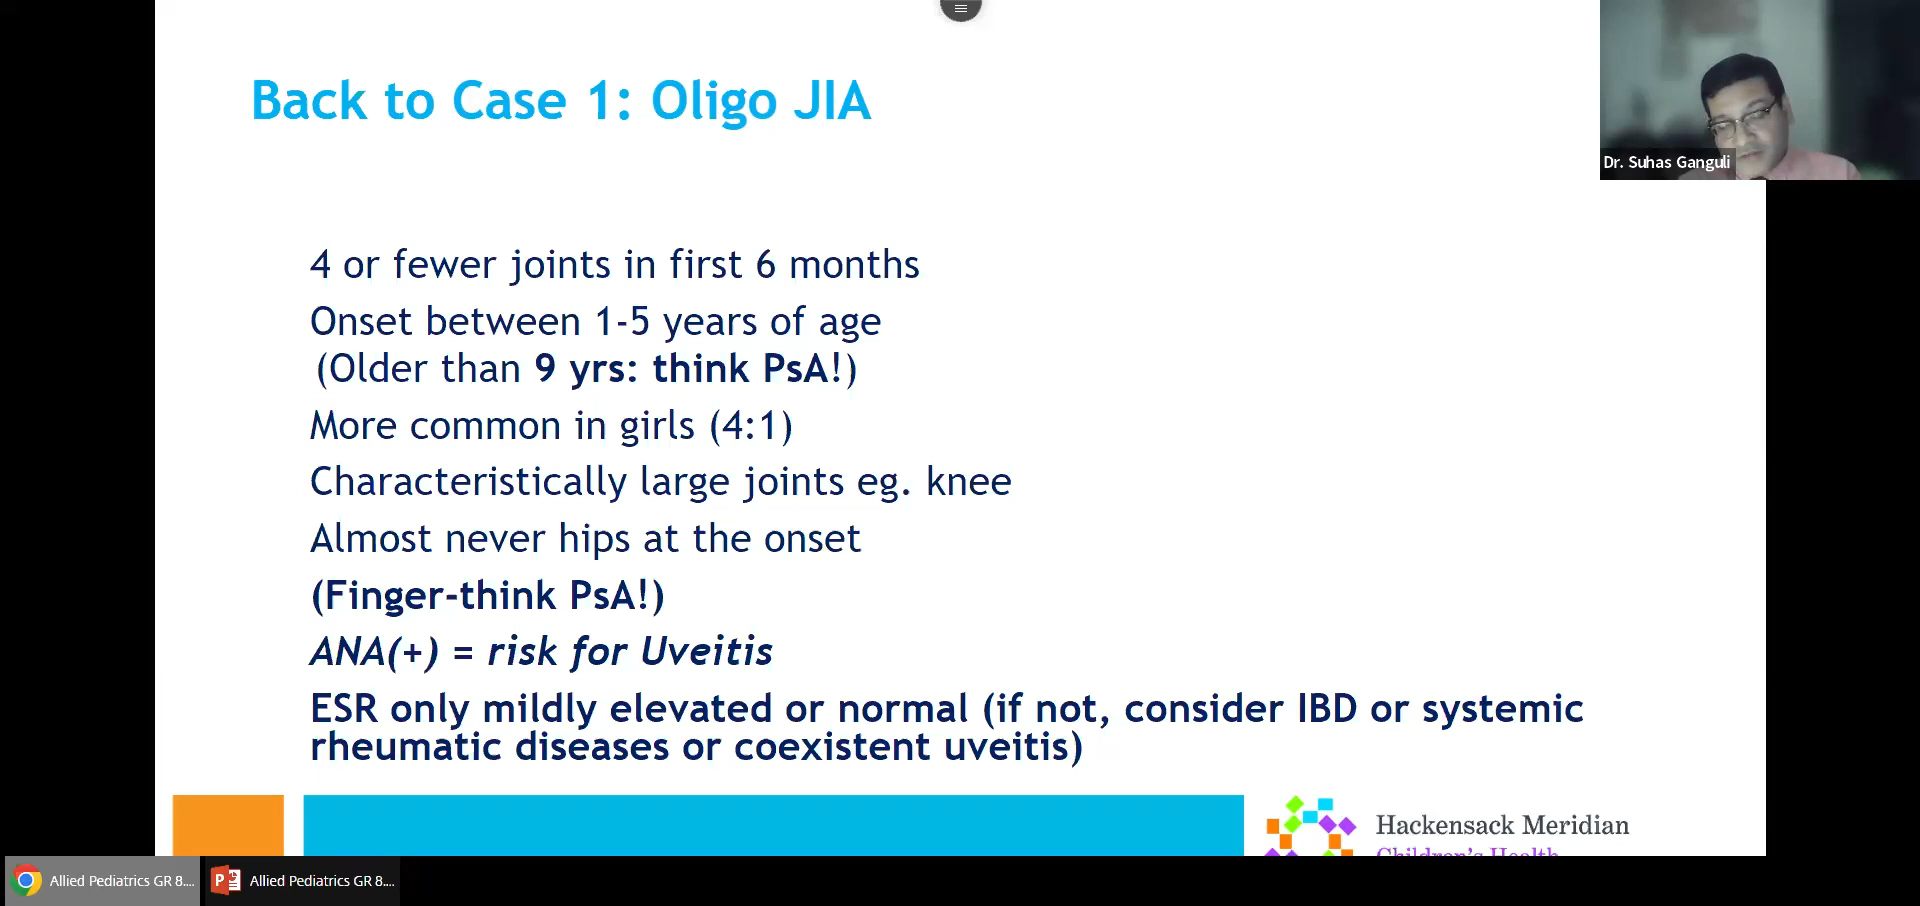 Back to Case 1: Oligo JIA
Dr. Suhas Ganguli
4 or fewer joints in first 6 months
Onset between 1-5 years of age
(Older than 9 yrs: think PsA!)
More common in girls (4:1)
Characteristically large joints eg. knee
Almost never hips at the onset
(Finger-think PsA!)
ANA(+) = risk for Uveitis
ESR only mildly elevated or normal (if not, consider IBD or systemic
rheumatic diseases or coexistent uveitis)
Hackensack Meridian
Children's Health
Allied Pediatrics GR 8....
Allied Pediatrics GR 8....